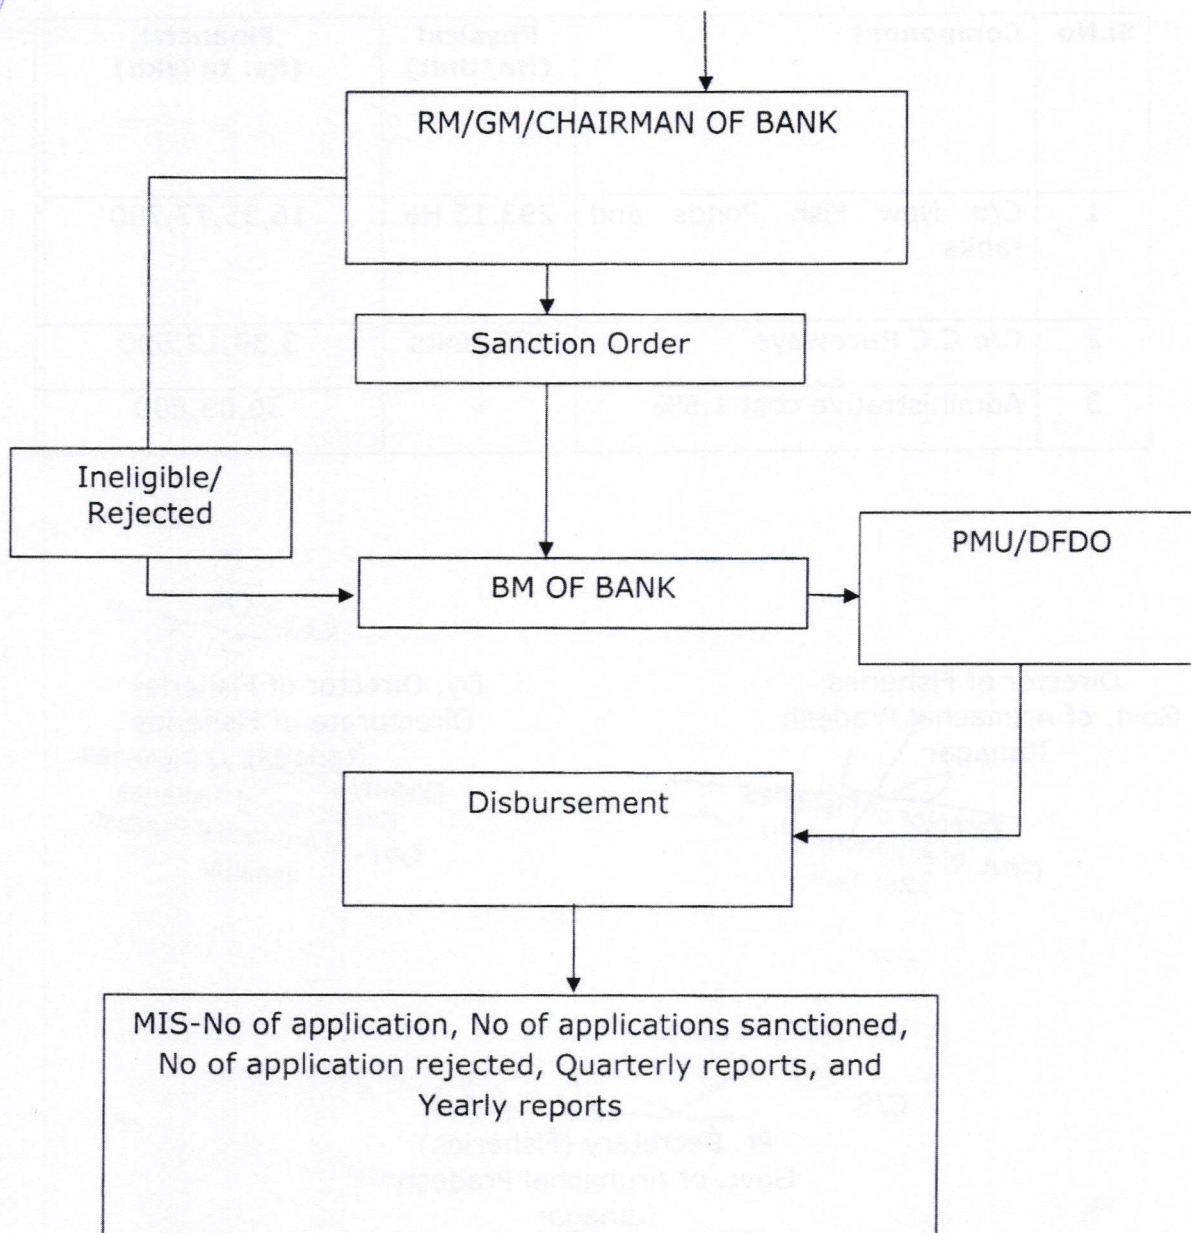 RM/GM/CHAIRMAN OF BANK
Sanction Order
Ineligible/
Rejected
BM OF BANK
PMU/DFDO
Disbursement
MIS-No of application, No of applications sanctioned,
No of application rejected, Quarterly reports, and
Yearly reports